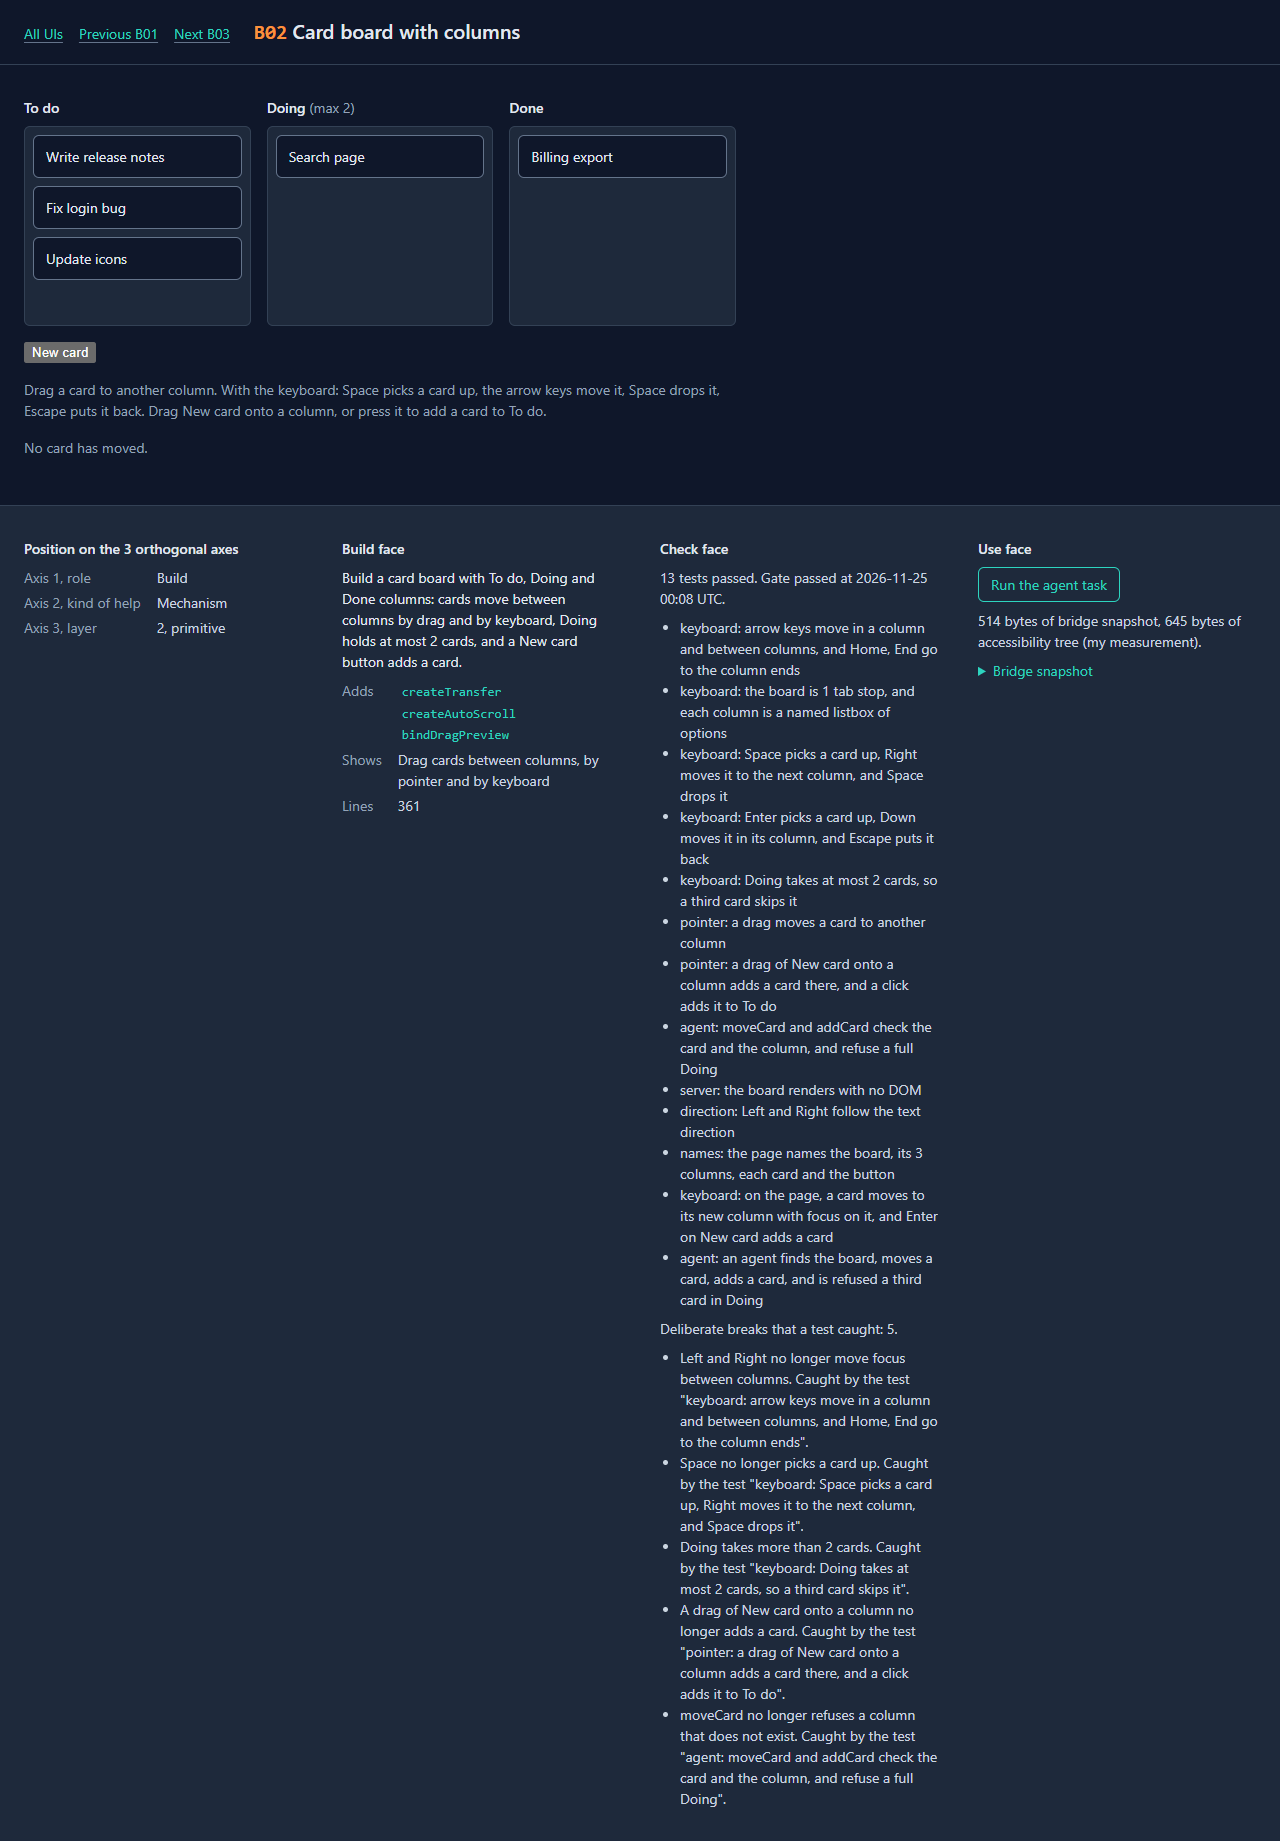 All UIs Previous B01 Next B03 B02 Card board with columns
To do
Write release notes
Fix login bug
Update icons
Doing (max 2)
Search page
Done
Billing export
New card
Drag a card to another column. With the keyboard: Space picks a card up, the arrow keys move it, Space drops it,
Escape puts it back. Drag New card onto a column, or press it to add a card to To do.
No card has moved.
Position on the 3 orthogonal axes
Axis 1, role Build
Axis 2, kind of help Mechanism
Axis 3, layer 2, primitive
Build face
Build a card board with To do, Doing and
Done columns: cards move between
columns by drag and by keyboard, Doing
holds at most 2 cards, and a New card
button adds a card.
Adds createTransfer
createAutoScroll
bindDragPreview
Shows Drag cards between columns, by
pointer and by keyboard
Lines 361
Check face
13 tests passed. Gate passed at 2026-11-25
00:08 UTC.
• keyboard: arrow keys move in a column
and between columns, and Home, End go
to the column ends
• keyboard: the board is 1 tab stop, and
each column is a named listbox of
options
• keyboard: Space picks a card up, Right
moves it to the next column, and Space
drops it
• keyboard: Enter picks a card up, Down
moves it in its column, and Escape puts it
back
• keyboard: Doing takes at most 2 cards, so
a third card skips it
• pointer: a drag moves a card to another
column
• pointer: a drag of New card onto a
column adds a card there, and a click
adds it to To do
• agent: moveCard and addCard check the
card and the column, and refuse a full
Doing
• server: the board renders with no DOM
• direction: Left and Right follow the text
direction
• names: the page names the board, its 3
columns, each card and the button
• keyboard: on the page, a card moves to
its new column with focus on it, and Enter
on New card adds a card
• agent: an agent finds the board, moves a
card, adds a card, and is refused a third
card in Doing
Deliberate breaks that a test caught: 5.
• Left and Right no longer move focus
between columns. Caught by the test
"keyboard: arrow keys move in a column
and between columns, and Home, End go
to the column ends".
• Space no longer picks a card up. Caught
by the test "keyboard: Space picks a card
up, Right moves it to the next column,
and Space drops it".
• Doing takes more than 2 cards. Caught
by the test "keyboard: Doing takes at
most 2 cards, so a third card skips it".
• A drag of New card onto a column no
longer adds a card. Caught by the test
"pointer: a drag of New card onto a
column adds a card there, and a click
adds it to To do".
• moveCard no longer refuses a column
that does not exist. Caught by the test
"agent: moveCard and addCard check the
card and the column, and refuse a full
Doing".
Use face
Run the agent task
514 bytes of bridge snapshot, 645 bytes of
accessibility tree (my measurement).
▶ Bridge snapshot